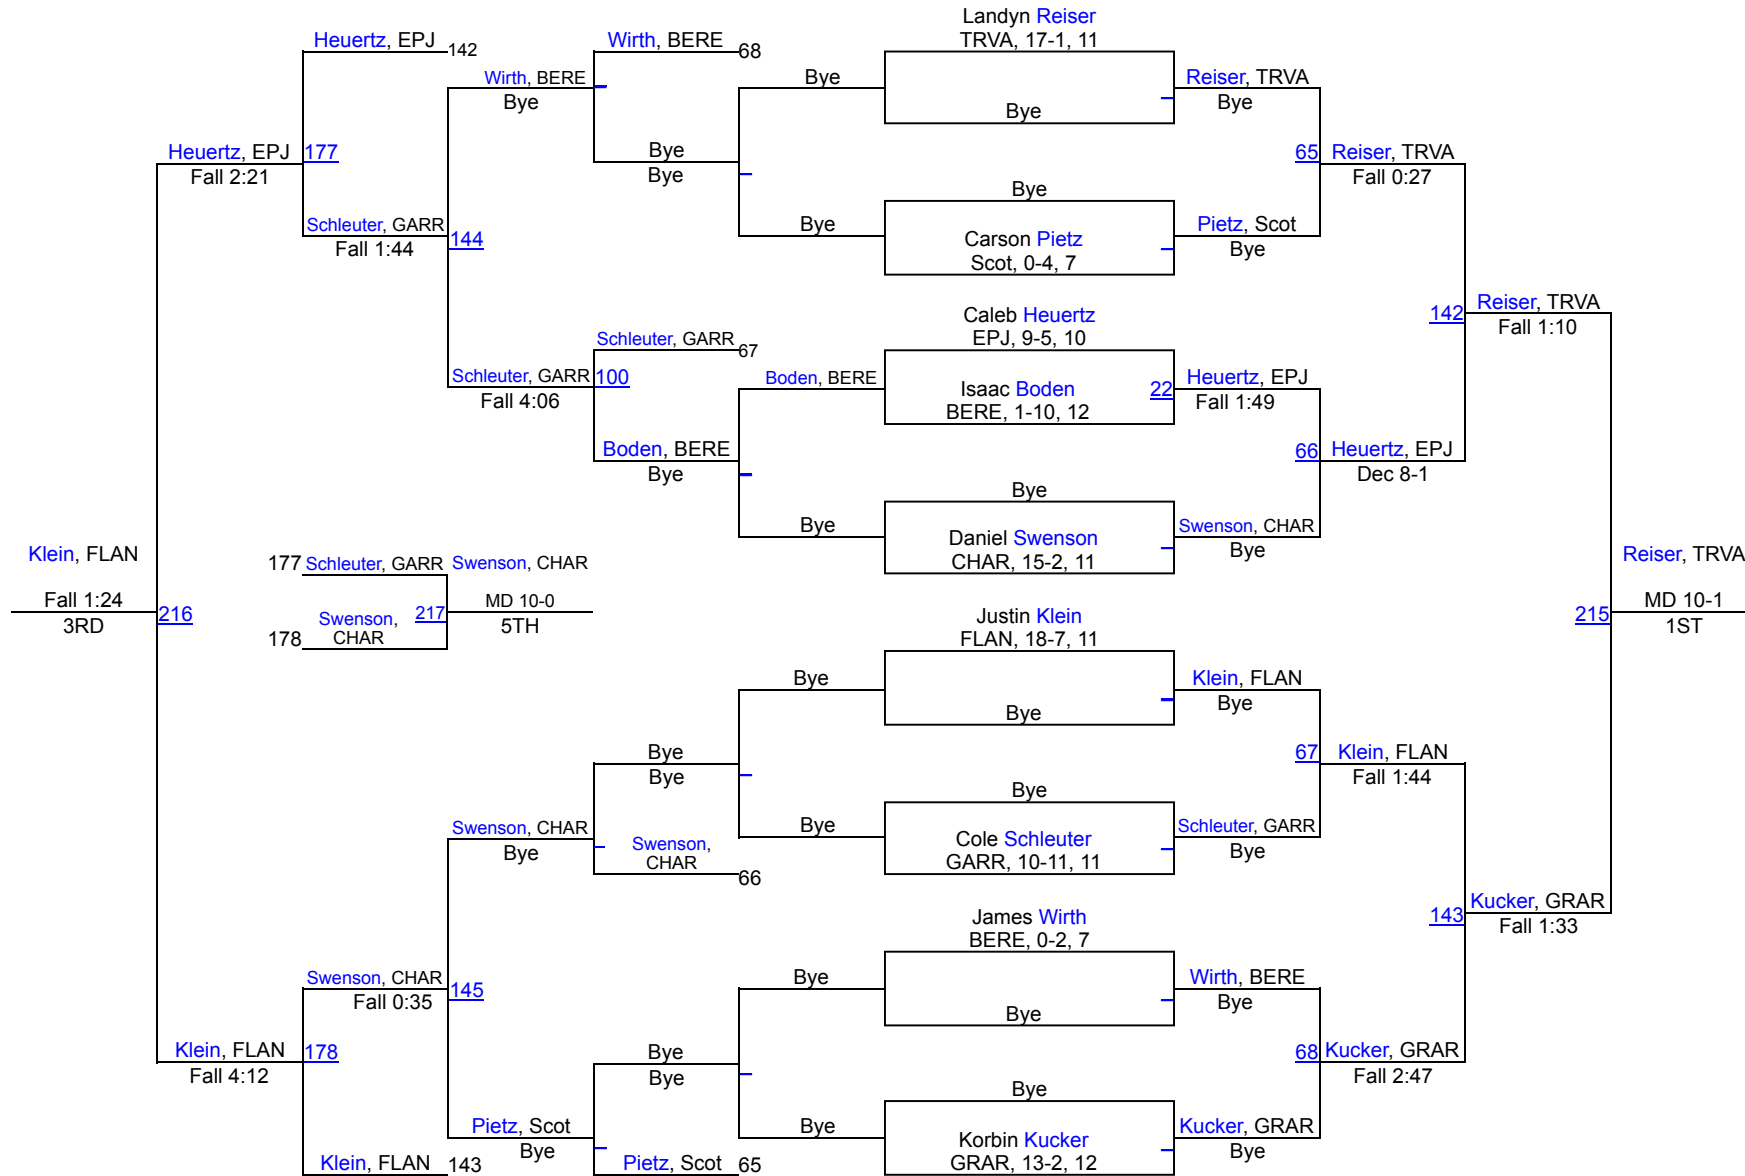 Landyn Reiser
TRVA, 17-1, 11
Heuertz, EPJ 142
Wirth, BERE 68
Wirth, BERE
Bye
Bye
Bye
Reiser, TRVA
Bye
Heuertz, EPJ 177
Fall 2:21
Bye
Bye
65 Reiser, TRVA
Fall 0:27
Bye
Schleuter, GARR 144
Fall 1:44
Bye
Carson Pietz
Scot, 0-4, 7
Pietz, Scot
Bye
Caleb Heuertz
EPJ, 9-5, 10
142 Reiser, TRVA
Fall 1:10
Schleuter, GARR 67
Schleuter, GARR 100
Fall 4:06
Boden, BERE
Isaac Boden
BERE, 1-10, 12
22 Heuertz, EPJ
Fall 1:49
Boden, BERE
Bye
66 Heuertz, EPJ
Dec 8-1
Bye
Bye
Daniel Swenson
CHAR, 15-2, 11
Swenson, CHAR
Bye
Klein, FLAN
Fall 1:24
3RD
216
177 Schleuter, GARR
Swenson, CHAR
178
217
Swenson, CHAR
MD 10-0
5TH
Justin Klein
FLAN, 18-7, 11
Reiser, TRVA
215
MD 10-1
1ST
Bye
Bye
Klein, FLAN
Bye
Bye
Bye
67 Klein, FLAN
Fall 1:44
Bye
Swenson, CHAR
Bye
Swenson,
CHAR
66
Bye
Cole Schleuter
GARR, 10-11, 11
Schleuter, GARR
Bye
James Wirth
BERE, 0-2, 7
143 Kucker, GRAR
Fall 1:33
Swenson, CHAR 145
Fall 0:35
Bye
Bye
Wirth, BERE
Bye
Klein, FLAN 178
Fall 4:12
Bye
Bye
68 Kucker, GRAR
Fall 2:47
Bye
Pietz, Scot
Bye
Bye
Korbin Kucker
GRAR, 13-2, 12
Kucker, GRAR
Bye
Klein, FLAN 143
Pietz, Scot 65